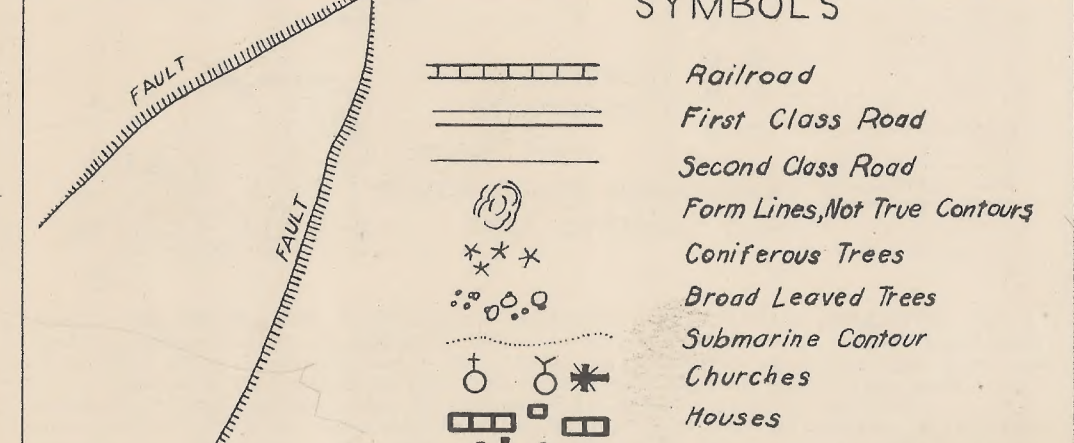 SYMBOLS
FAULT
FAULT
Railroad
First Class Road
Second Class Road
Form Lines, Not True Contours
Coniferous Trees
Broad Leaved Trees
Submarine Contour
Churches
Houses